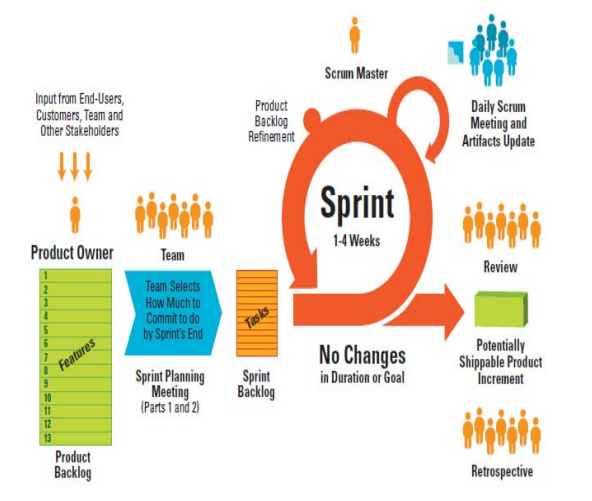 Input from End-Users,
Customers, Team and
Other Stakeholders
Product Owner
1
2
3
4
5
6
7
8
9
10
11
12
13
Features
Product
Backlog
Team
Team Selects
How Much to
Commit to do
by Sprint's End
Sprint Planning
Meeting
(Parts 1 and 2)
Tasks
Sprint
Backlog
Scrum Master
Product
Backlog
Refinement
Sprint
1-4 Weeks
No Changes
in Duration or Goal
Daily Scrum
Meeting and
Artifacts Update
Review
Potentially
Shippable Product
Increment
Retrospective